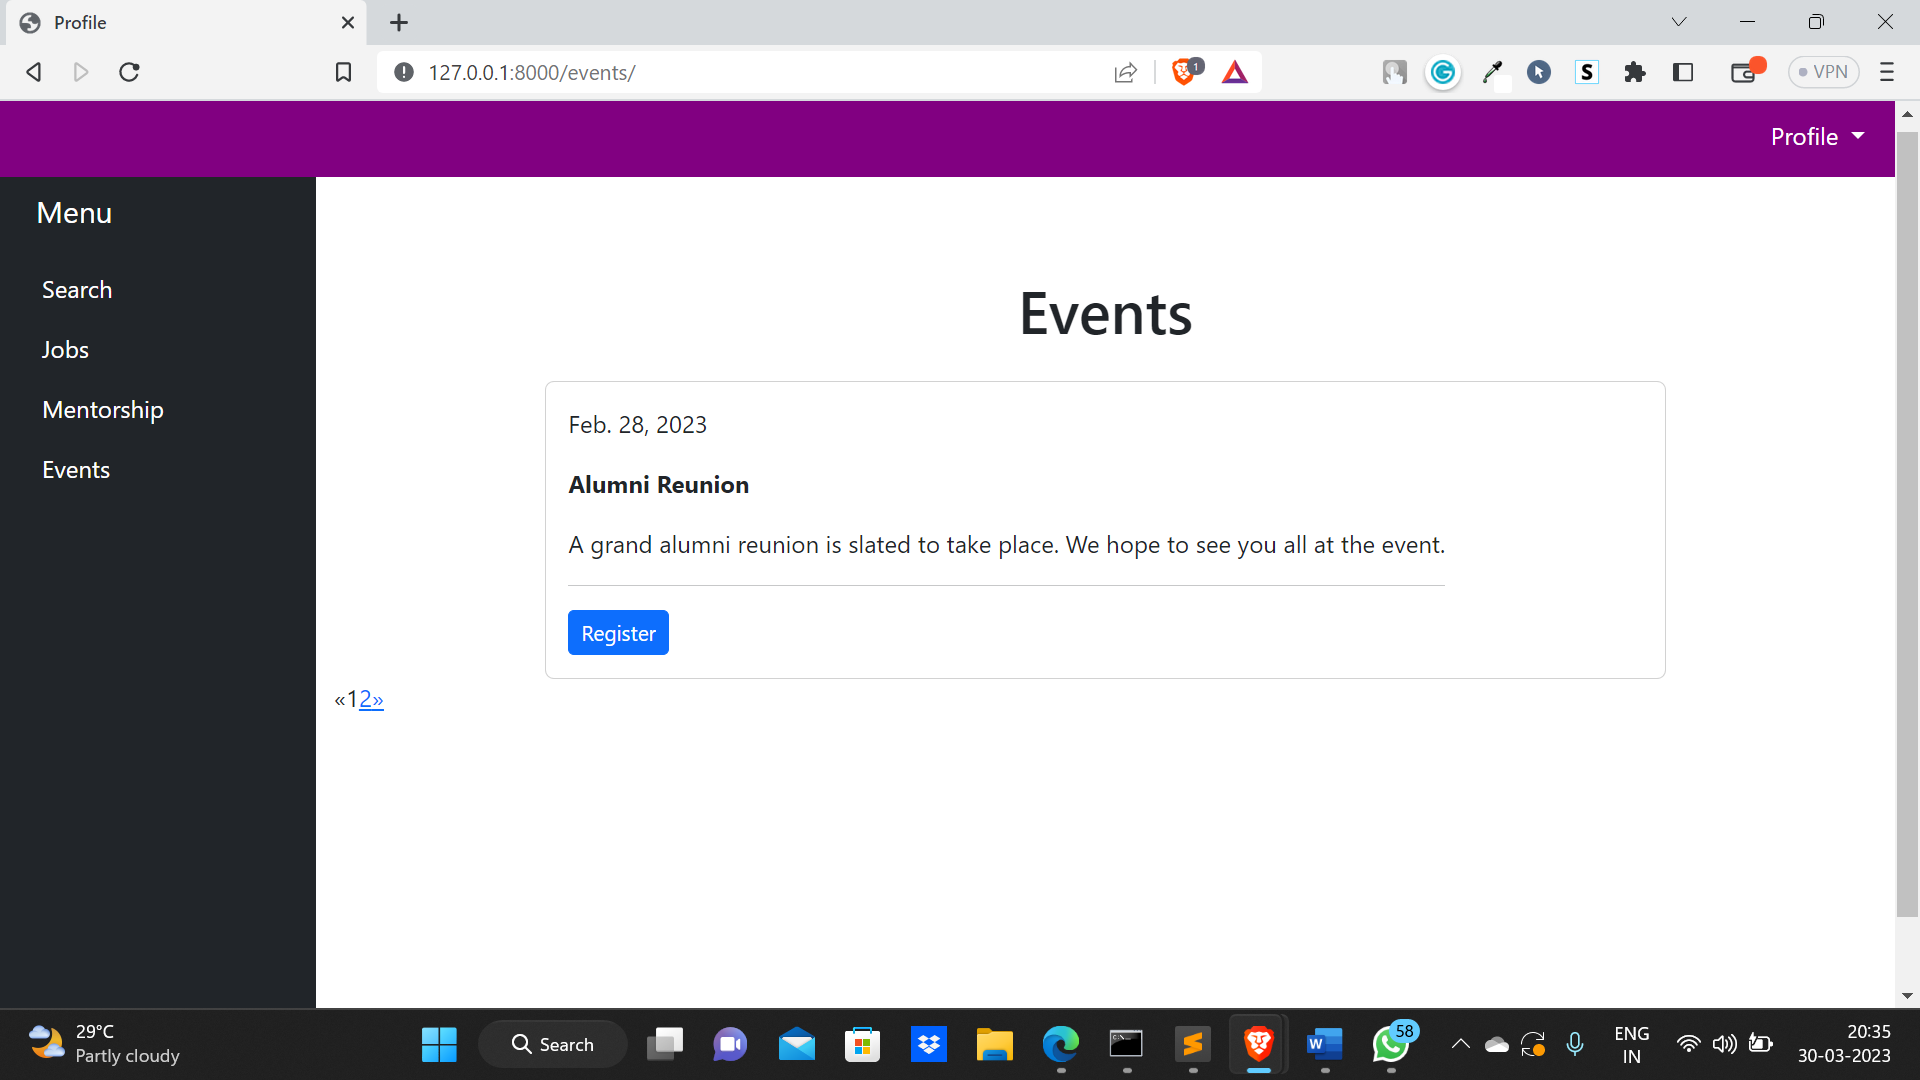 Profile
127.0.0.1:8000/events/
1
S
VPN
Profile
Menu
Search
Jobs
Mentorship
Events
Events
Feb. 28, 2023
Alumni Reunion
A grand alumni reunion is slated to take place. We hope to see you all at the event.
Register
«12»
29°C
Partly cloudy
Search
58
ENG
IN
20:35
30-03-2023